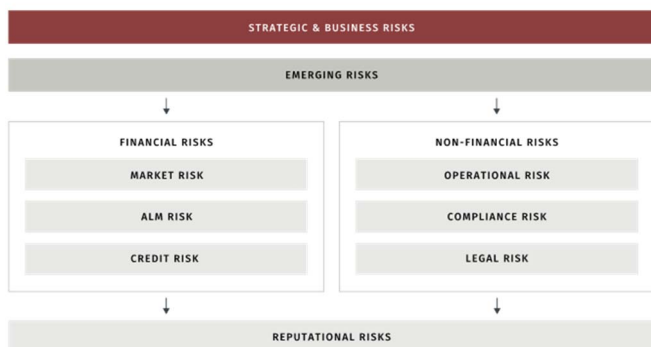 STRATEGIC & BUSINESS RISKS
EMERGING RISKS
FINANCIAL RISKS
MARKET RISK
ALM RISK
CREDIT RISK
NON-FINANCIAL RISKS
OPERATIONAL RISK
COMPLIANCE RISK
LEGAL RISK
REPUTATIONAL RISKS